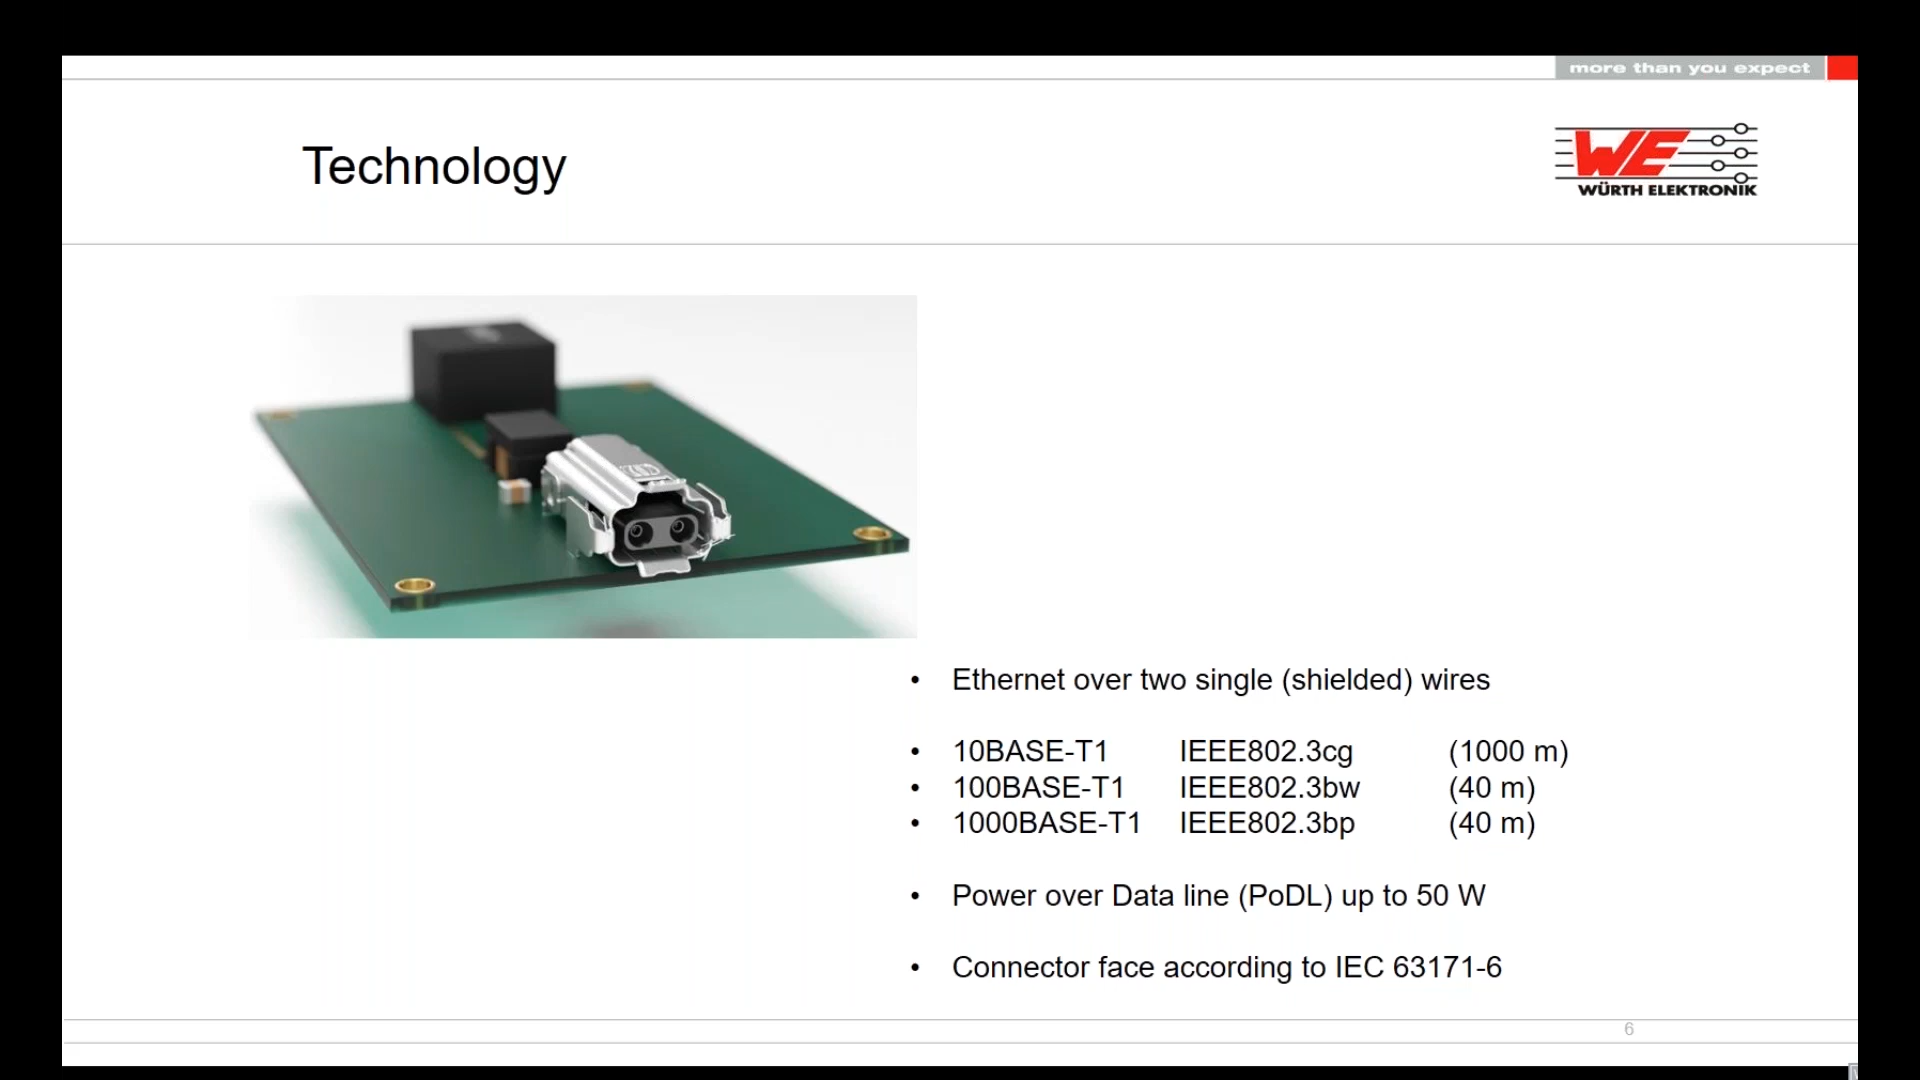 more than you expect
Technology
WE
WÜRTH ELEKTRONIK
• Ethernet over two single (shielded) wires
• 10BASE-T1 IEEE802.3cg (1000 m)
• 100BASE-T1 IEEE802.3bw (40 m)
• 1000BASE-T1 IEEE802.3bp (40 m)
• Power over Data line (PoDL) up to 50 W
• Connector face according to IEC 63171-6
6